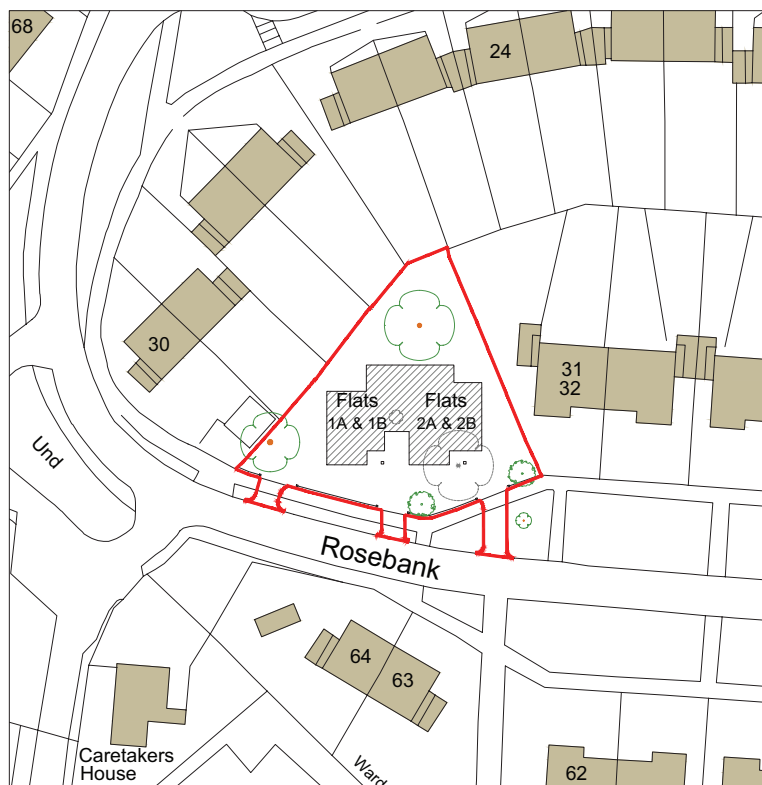 68
24
30
31
32
Flats
1A & 1B
Flats
2A & 2B
Und
Rosebank
64
63
Caretakers
House
Ward
62